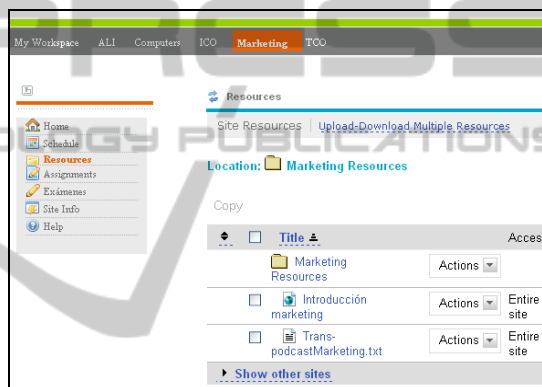 My Workspace ALI Computers ICO Marketing TCO
Resources
Site Resources | Upload-Download Multiple Resources
Home
Schedule
Resources
Assignments
Exámenes
Site Info
Help
Location: Marketing Resources
Copy
Title Acces
Marketing
Resources
Actions
Introducción
marketing
Actions
Entire
site
Trans-
podcastMarketing.txt
Actions
Entire
site
Show other sites